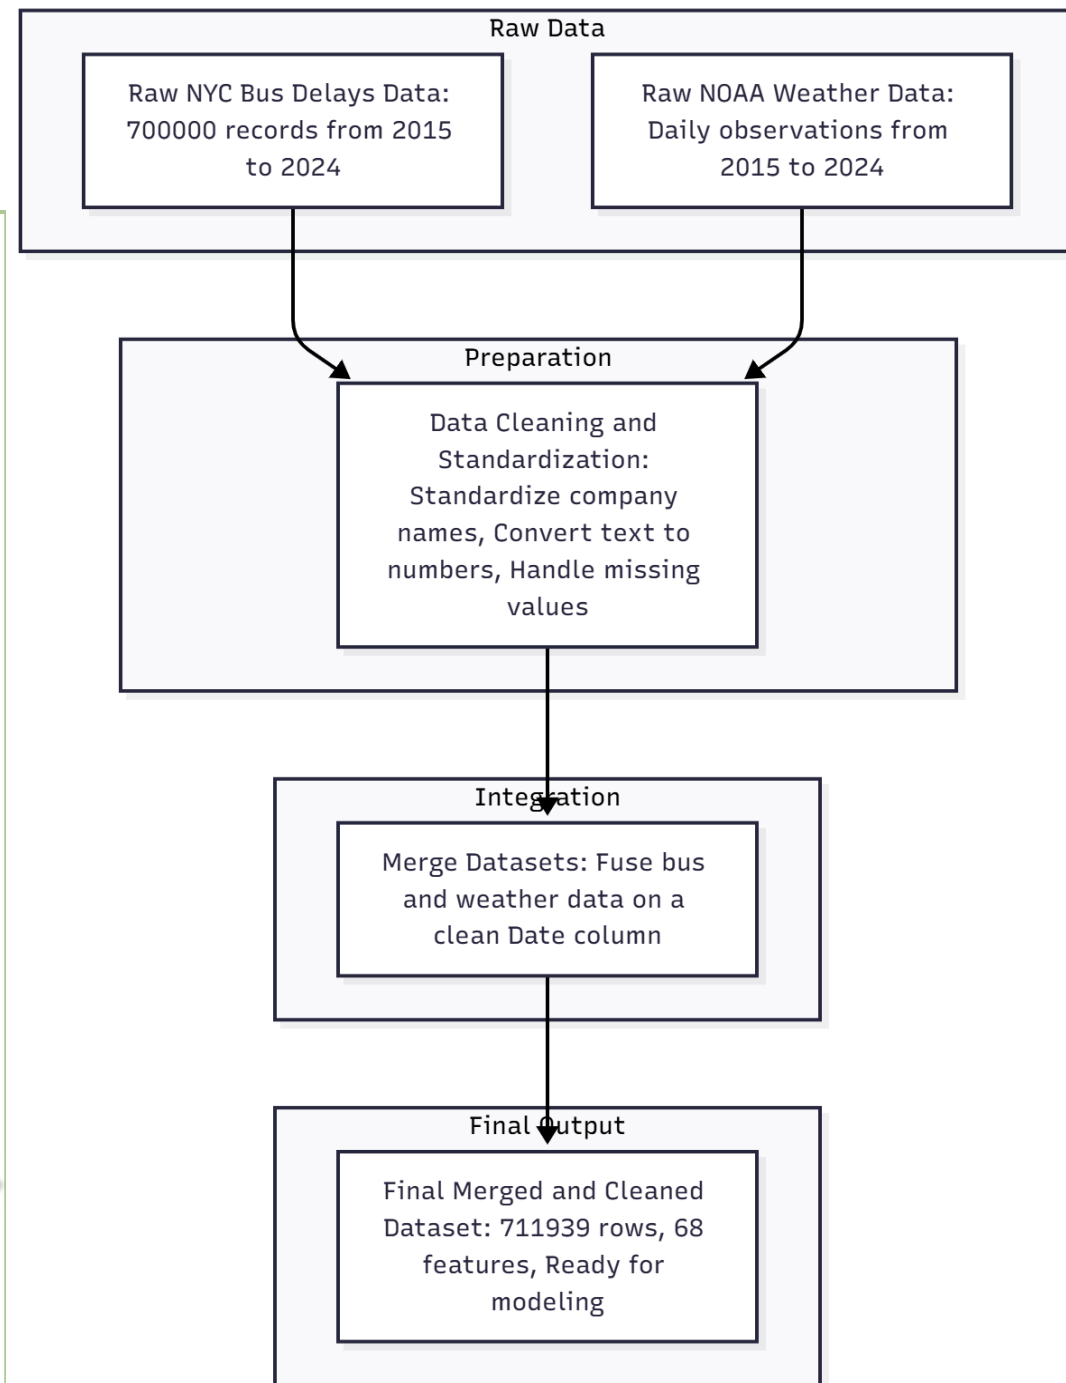 Raw Data
Raw NYC Bus Delays Data:
700000 records from 2015
to 2024
Raw NOAA Weather Data:
Daily observations from
2015 to 2024
Preparation
Data Cleaning and
Standardization:
Standardize company
names, Convert text to
numbers, Handle missing
values
Integration
Merge Datasets: Fuse bus
and weather data on a
clean Date column
Final Output
Final Merged and Cleaned
Dataset: 711939 rows, 68
features, Ready for
modeling